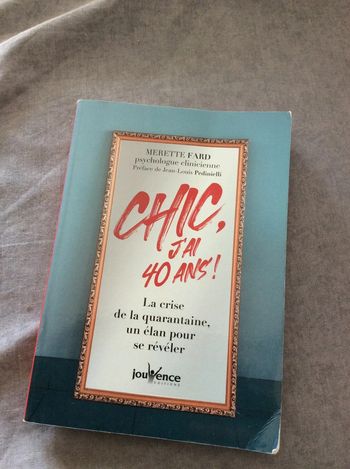 MERETTE FARD
psychologue clinicienne
Préface de Jean-Louis Pedinielli
CHIC,
J'AI
40 ANS!
La crise
de la quarantaine,
un élan pour
se révéler
jouvence
EDITIONS